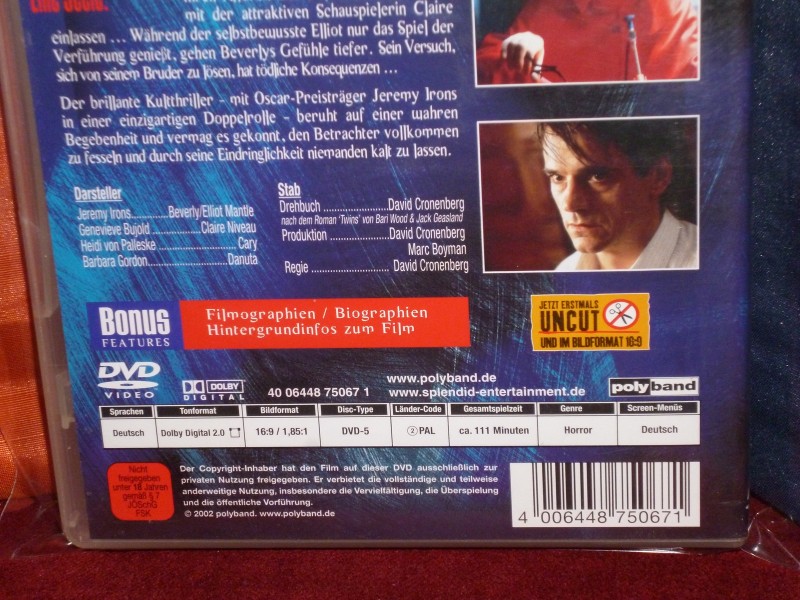 mit der attraktiven Schauspielerin Claire
einlassen ... Während der selbstbewusste Elliot nur das Spiel der
Verführung genießt, gehen Beverlys Gefühle tiefer. Sein Versuch,
sich von seinem Bruder zu lösen, hat tödliche Konsequenzen ...
Der brillante Kultthriller - mit Oscar-Preisträger Jeremy Irons
in einer einzigartigen Doppelrolle - beruht auf einer wahren
Begebenheit und vermag es gekonnt, den Betrachter vollkommen
zu fesseln und durch seine Eindringlichkeit niemanden kalt zu lassen.
Darsteller
Jeremy Irons............Beverly/Elliot Mantle
Genevieve Bujold ................Claire Niveau
Heidi von Palleske ........................Cary
Barbara Gordon.........................Danuta
Stab
Drehbuch .....................David Cronenberg
nach dem Roman 'Twins' von Bari Wood & Jack Geasland
Produktion ...................David Cronenberg
Marc Boyman
Regie .........................David Cronenberg
Bonus
FEATURES
Filmographien / Biographien
Hintergrundinfos zum Film
JETZT ERSTMALS
UNCUT
UND IM BILDFORMAT 16:9
DVD
VIDEO
DOLBY
DIGITAL
40 06448 75067 1
www.polyband.de
www.splendid-entertainment.de
polyband
Sprachen Tonformat Bildformat Disc-Type Länder-Code Gesamtspielzeit Genre Screen-Menüs
Deutsch Dolby Digital 2.0 16:9 / 1,85:1 DVD-5 2 PAL ca. 111 Minuten Horror Deutsch
Nicht
freigegeben
unter 18 Jahren
gemäß § 7
JÖSchG
FSK
Der Copyright-Inhaber hat den Film auf dieser DVD ausschließlich zur
privaten Nutzung freigegeben. Er verbietet die vollständige und teilweise
anderweitige Nutzung, insbesondere die Vervielfältigung, die Überspielung
und die öffentliche Vorführung.
© 2002 polyband. www.polyband.de
4 006448 750671